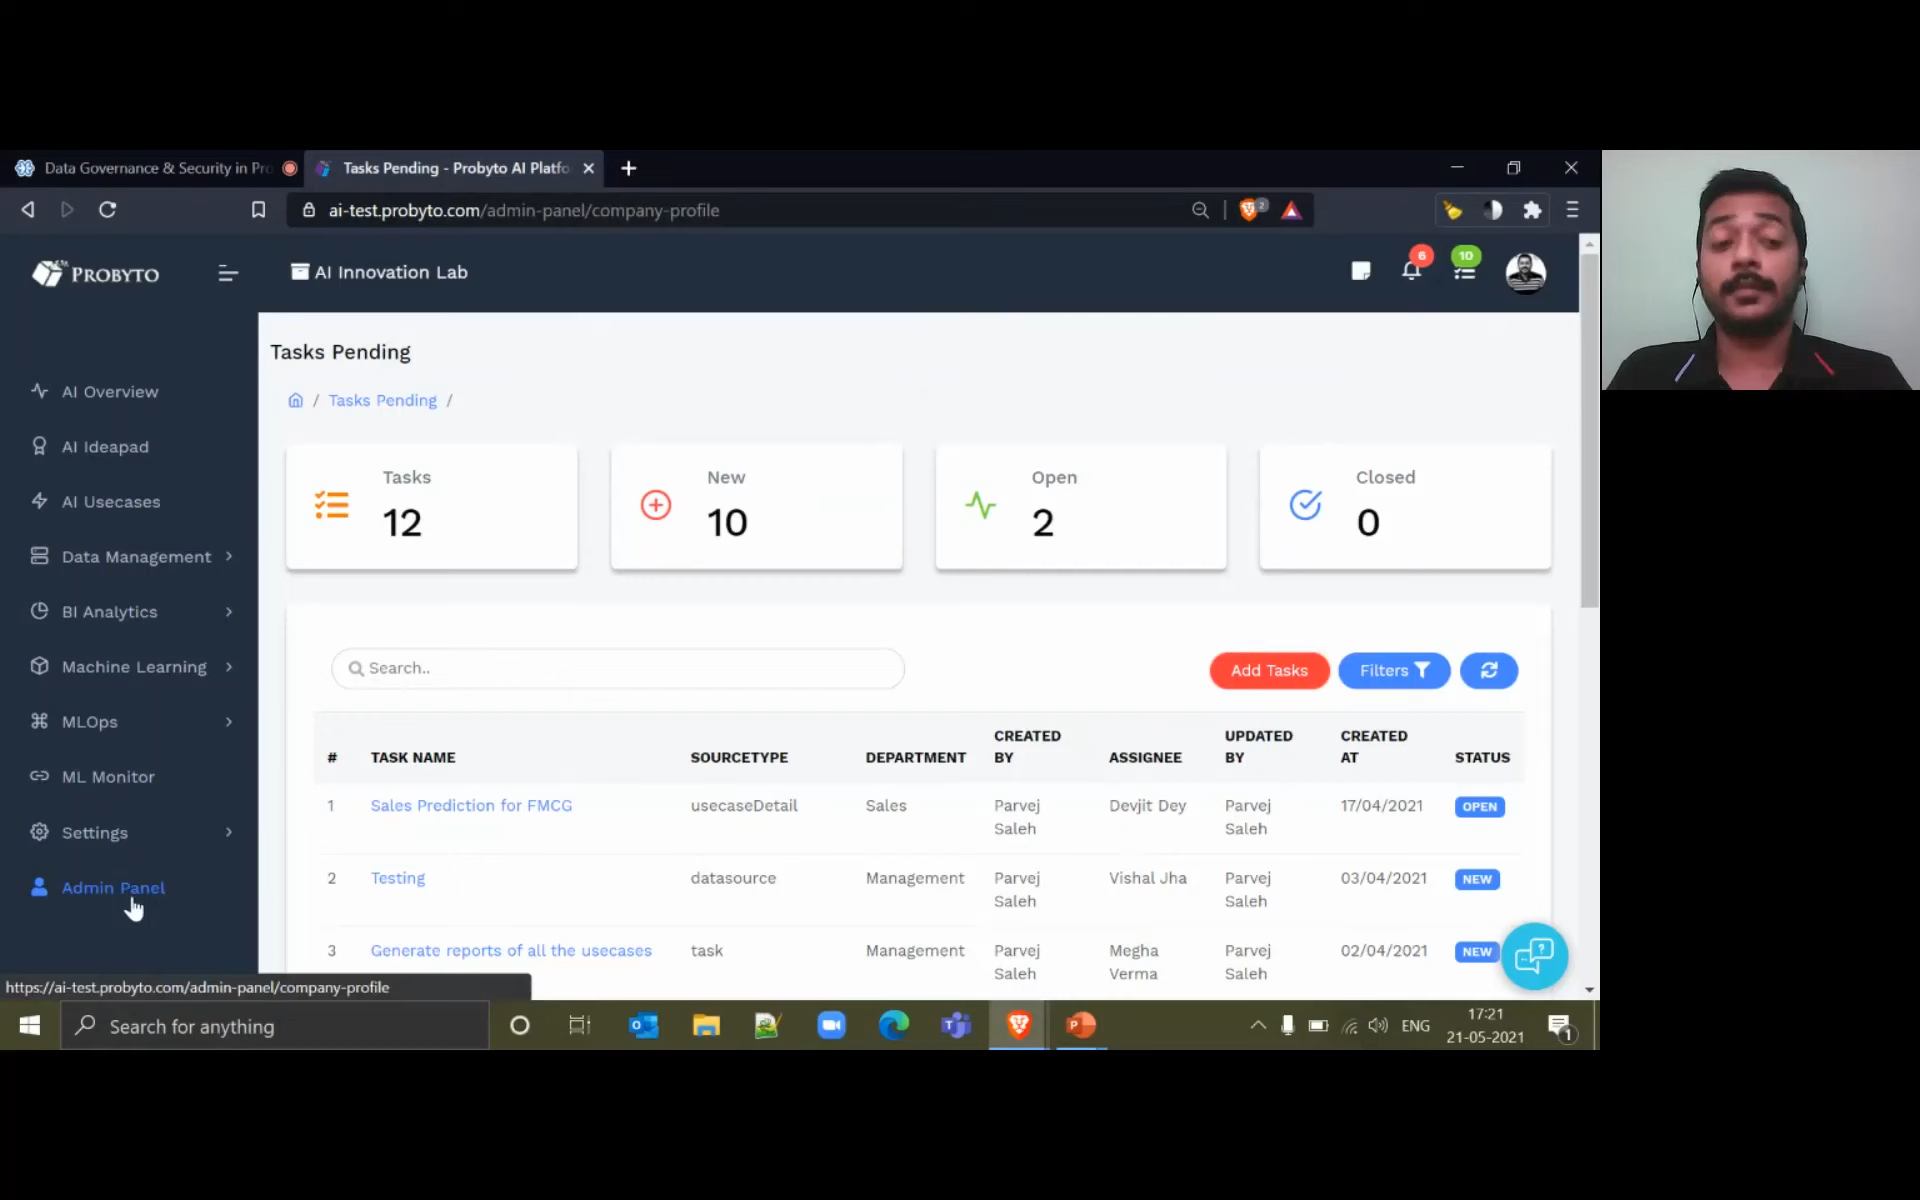 Data Governance & Security in Pro
Tasks Pending - Probyto AI Platfo
ai-test.probyto.com/admin-panel/company-profile
2
PROBYTO
AI Innovation Lab
6
10
AI Overview
AI Ideapad
AI Usecases
Data Management
BI Analytics
Machine Learning
MLOps
ML Monitor
Settings
Admin Panel
Tasks Pending
/ Tasks Pending /
Tasks
12
New
10
Open
2
Closed
0
Search..
Add Tasks
Filters
# TASK NAME SOURCETYPE DEPARTMENT CREATED BY ASSIGNEE UPDATED BY CREATED AT STATUS
1 Sales Prediction for FMCG usecaseDetail Sales Parvej Saleh Devjit Dey Parvej Saleh 17/04/2021 OPEN
2 Testing datasource Management Parvej Saleh Vishal Jha Parvej Saleh 03/04/2021 NEW
3 Generate reports of all the usecases task Management Parvej Saleh Megha Verma Parvej Saleh 02/04/2021 NEW
https://ai-test.probyto.com/admin-panel/company-profile
Search for anything
ENG
17:21
21-05-2021
1